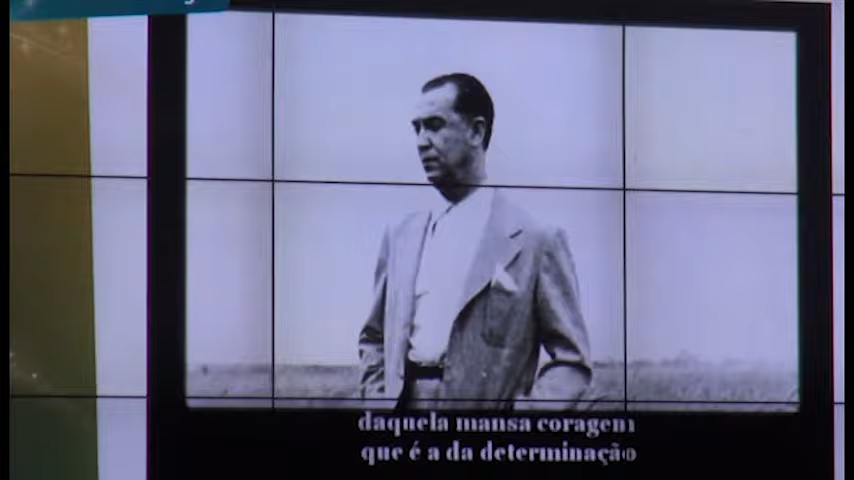 daquela mansa coragem
que é a da determinação